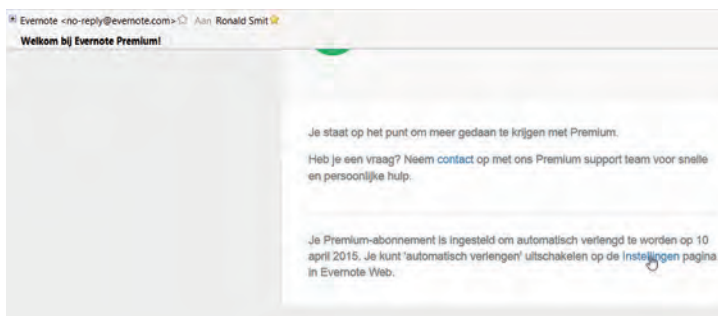 Evernote <no-reply@evernote.com> Aan Ronald Smit
Welkom bij Evernote Premium!
Je staat op het punt om meer gedaan te krijgen met Premium.
Heb je een vraag? Neem contact op met ons Premium support team voor snelle
en persoonlijke hulp.
Je Premium-abonnement is ingesteld om automatisch verlengd te worden op 10
april 2015. Je kunt 'automatisch verlengen' uitschakelen op de Instellingen pagina
in Evernote Web.